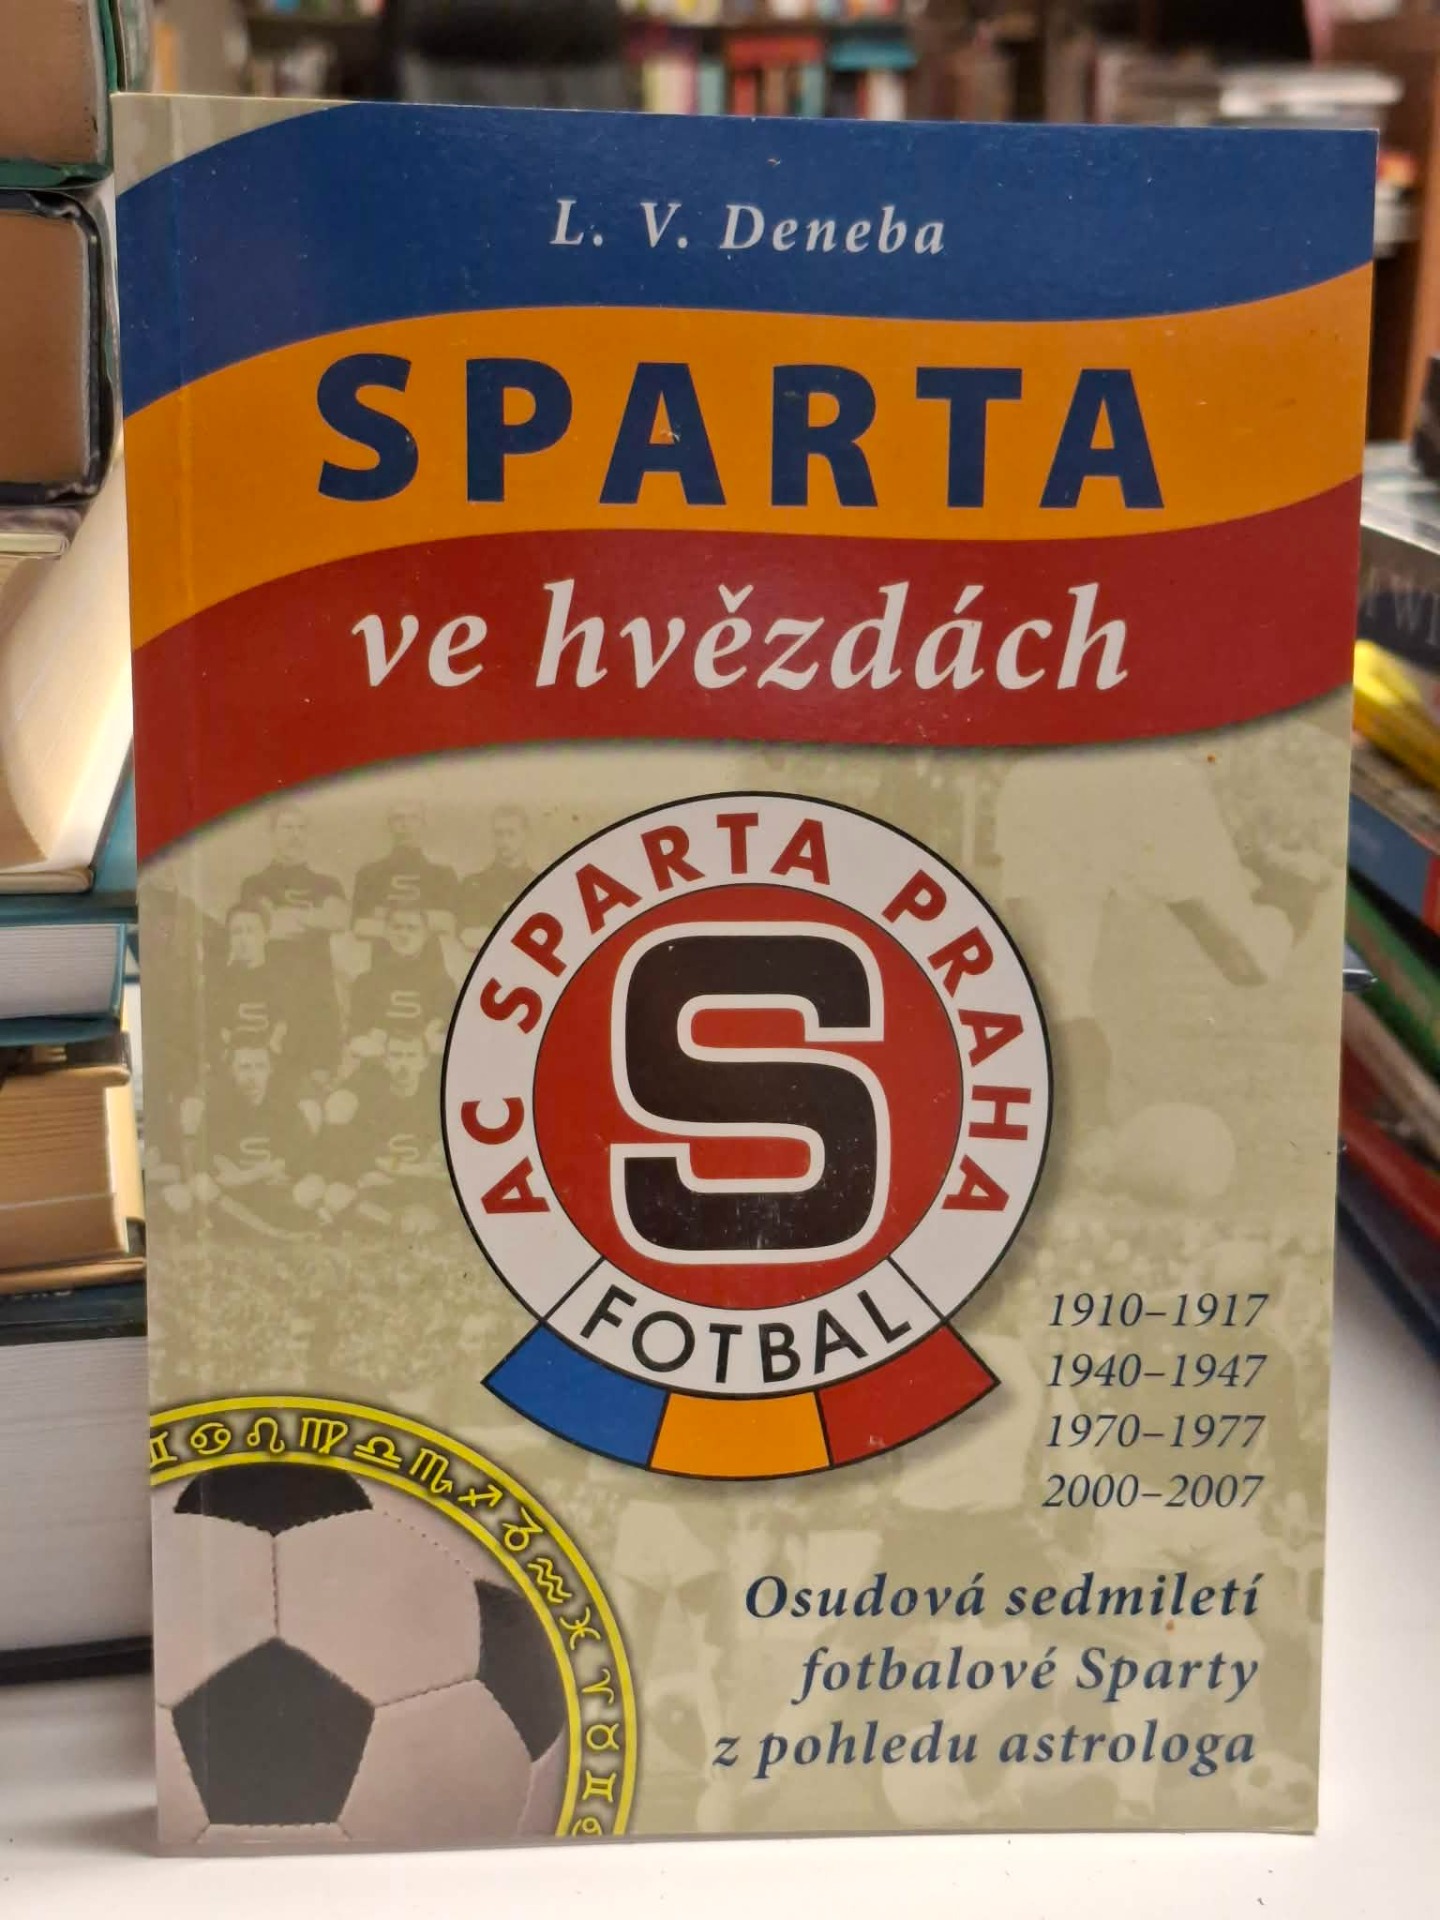 L. V. Deneba
SPARTA
ve hvězdách
AC SPARTA PRAHA
S
FOTBAL
1910–1917
1940–1947
1970–1977
2000–2007
Osudová sedmiletí
fotbalové Sparty
z pohledu astrologa